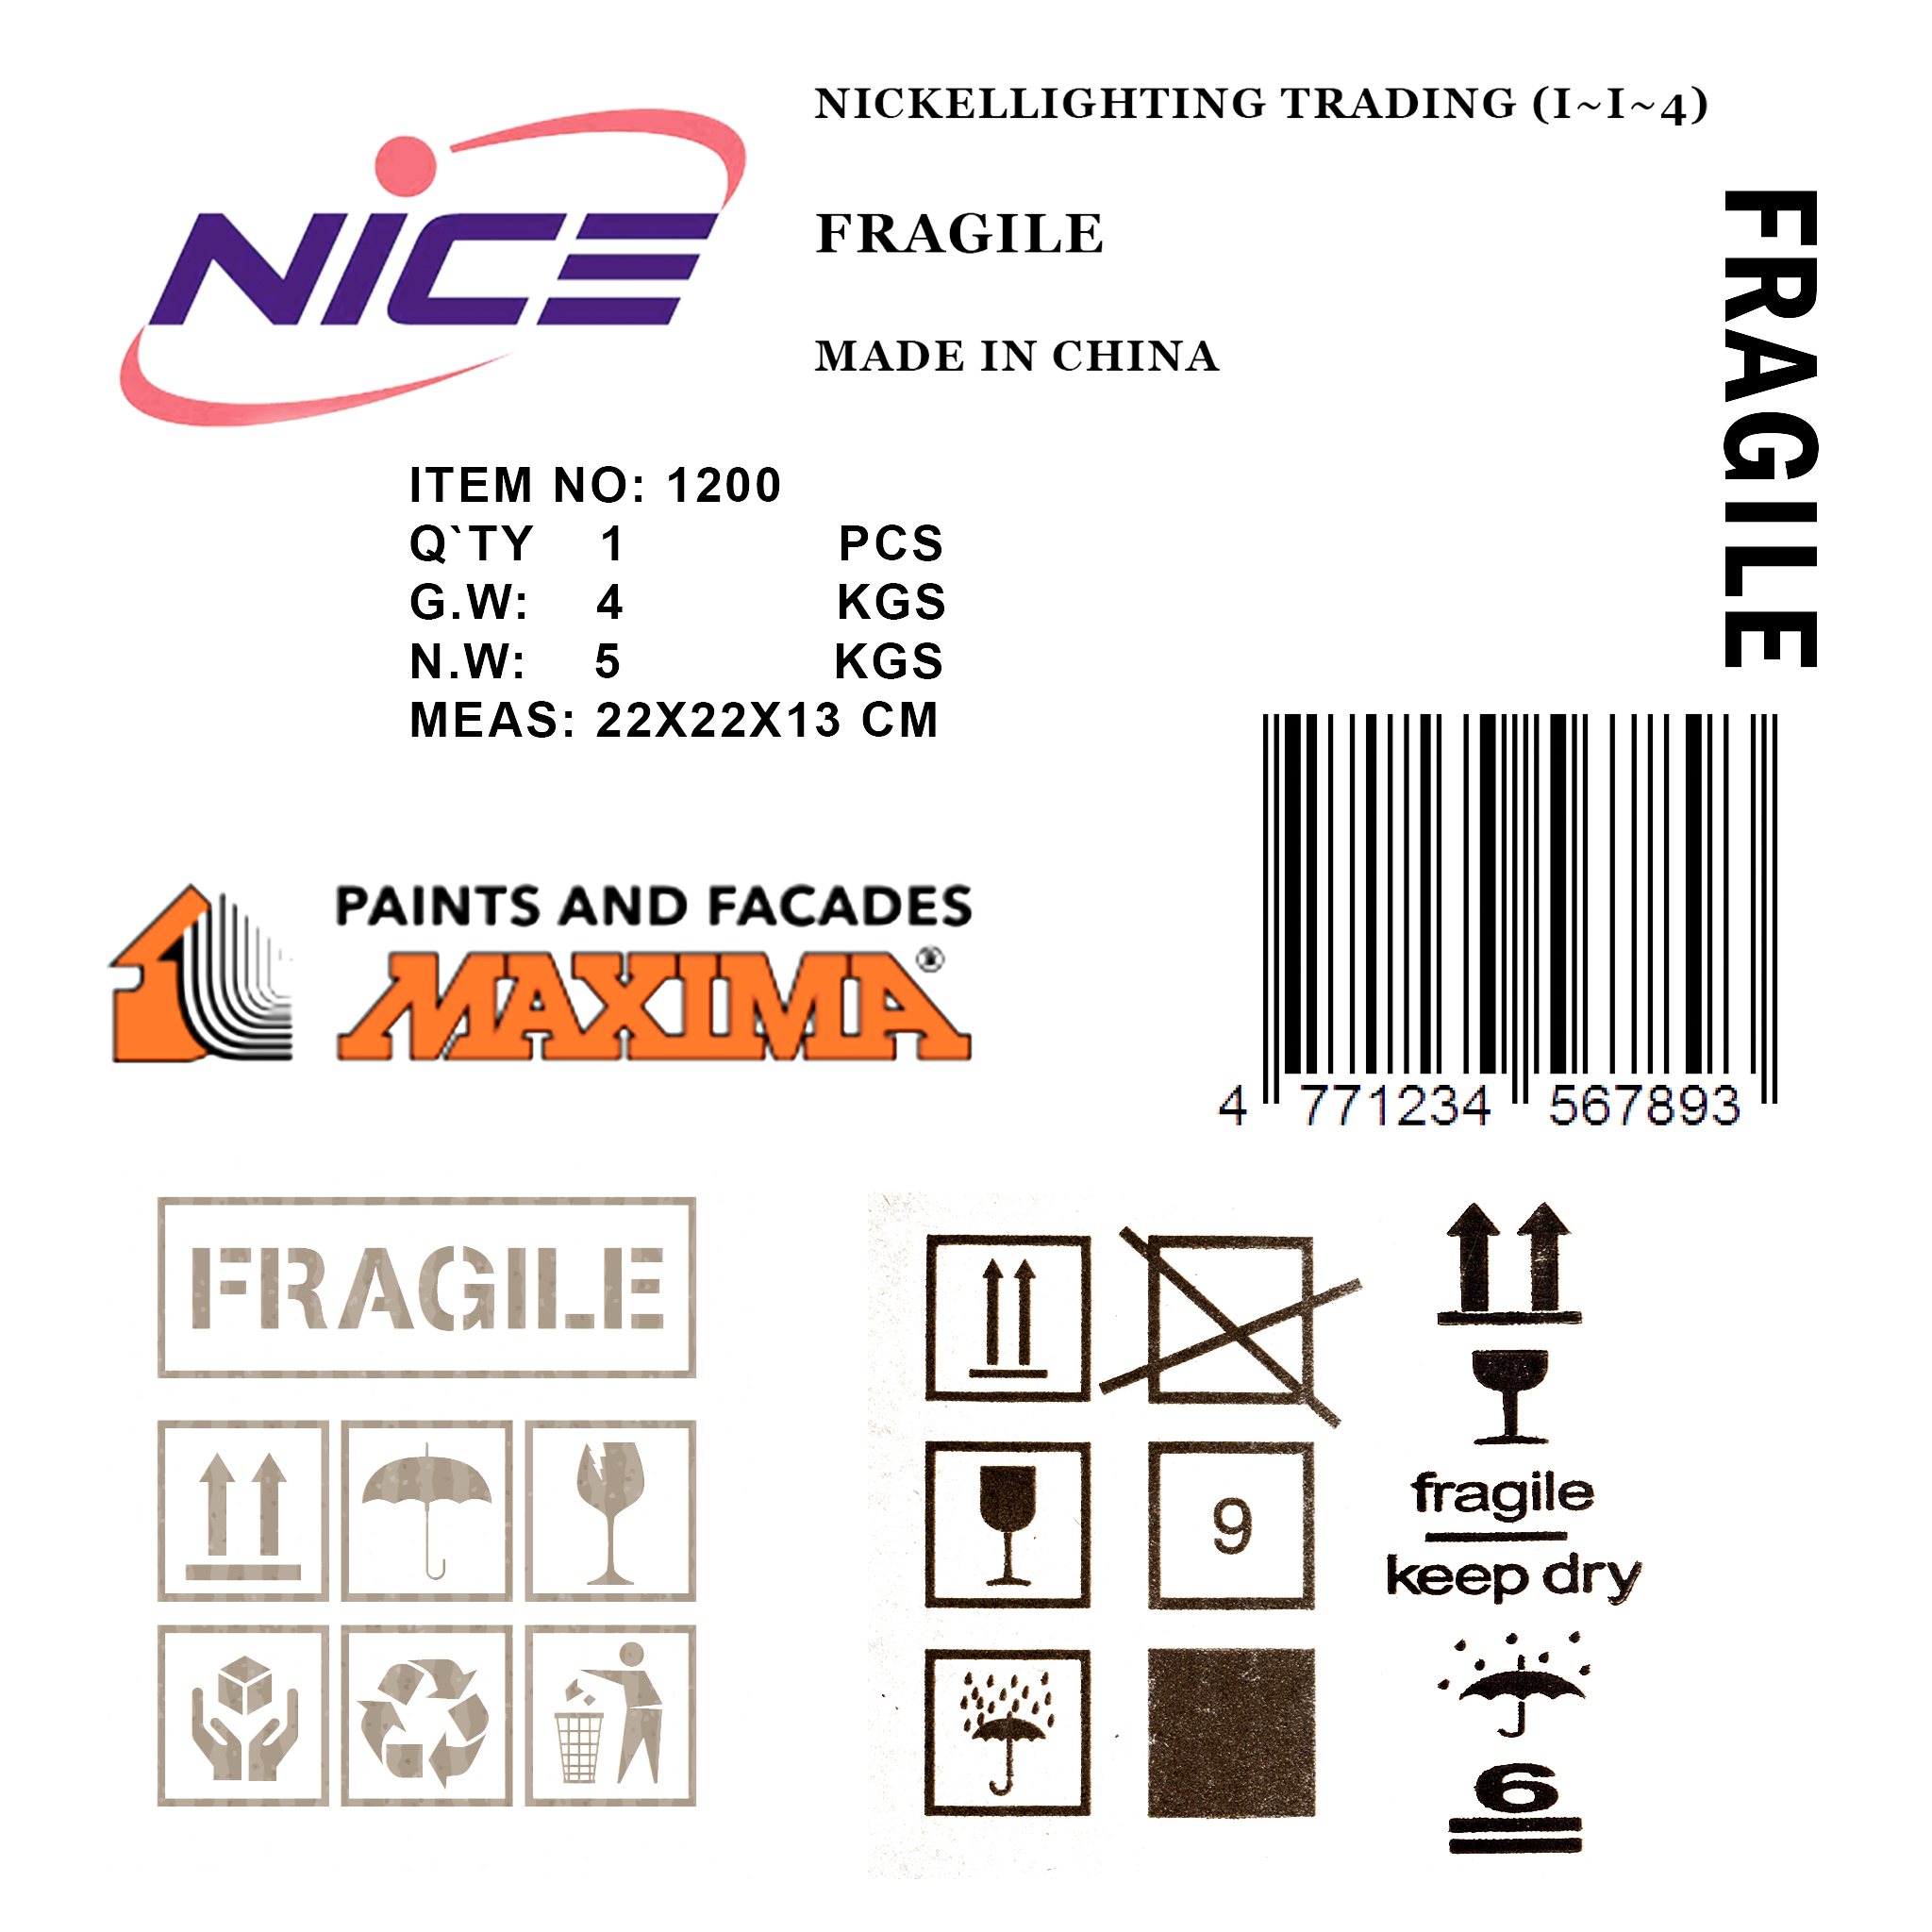 NICE
NICKELLIGHTING TRADING (I~I~4)
FRAGILE
MADE IN CHINA
FRAGILE
ITEM NO: 1200
Q`TY 1 PCS
G.W: 4 KGS
N.W: 5 KGS
MEAS: 22X22X13 CM
PAINTS AND FACADES
MAXIMA®
4 771234 567893
FRAGILE
9
fragile
keep dry
6